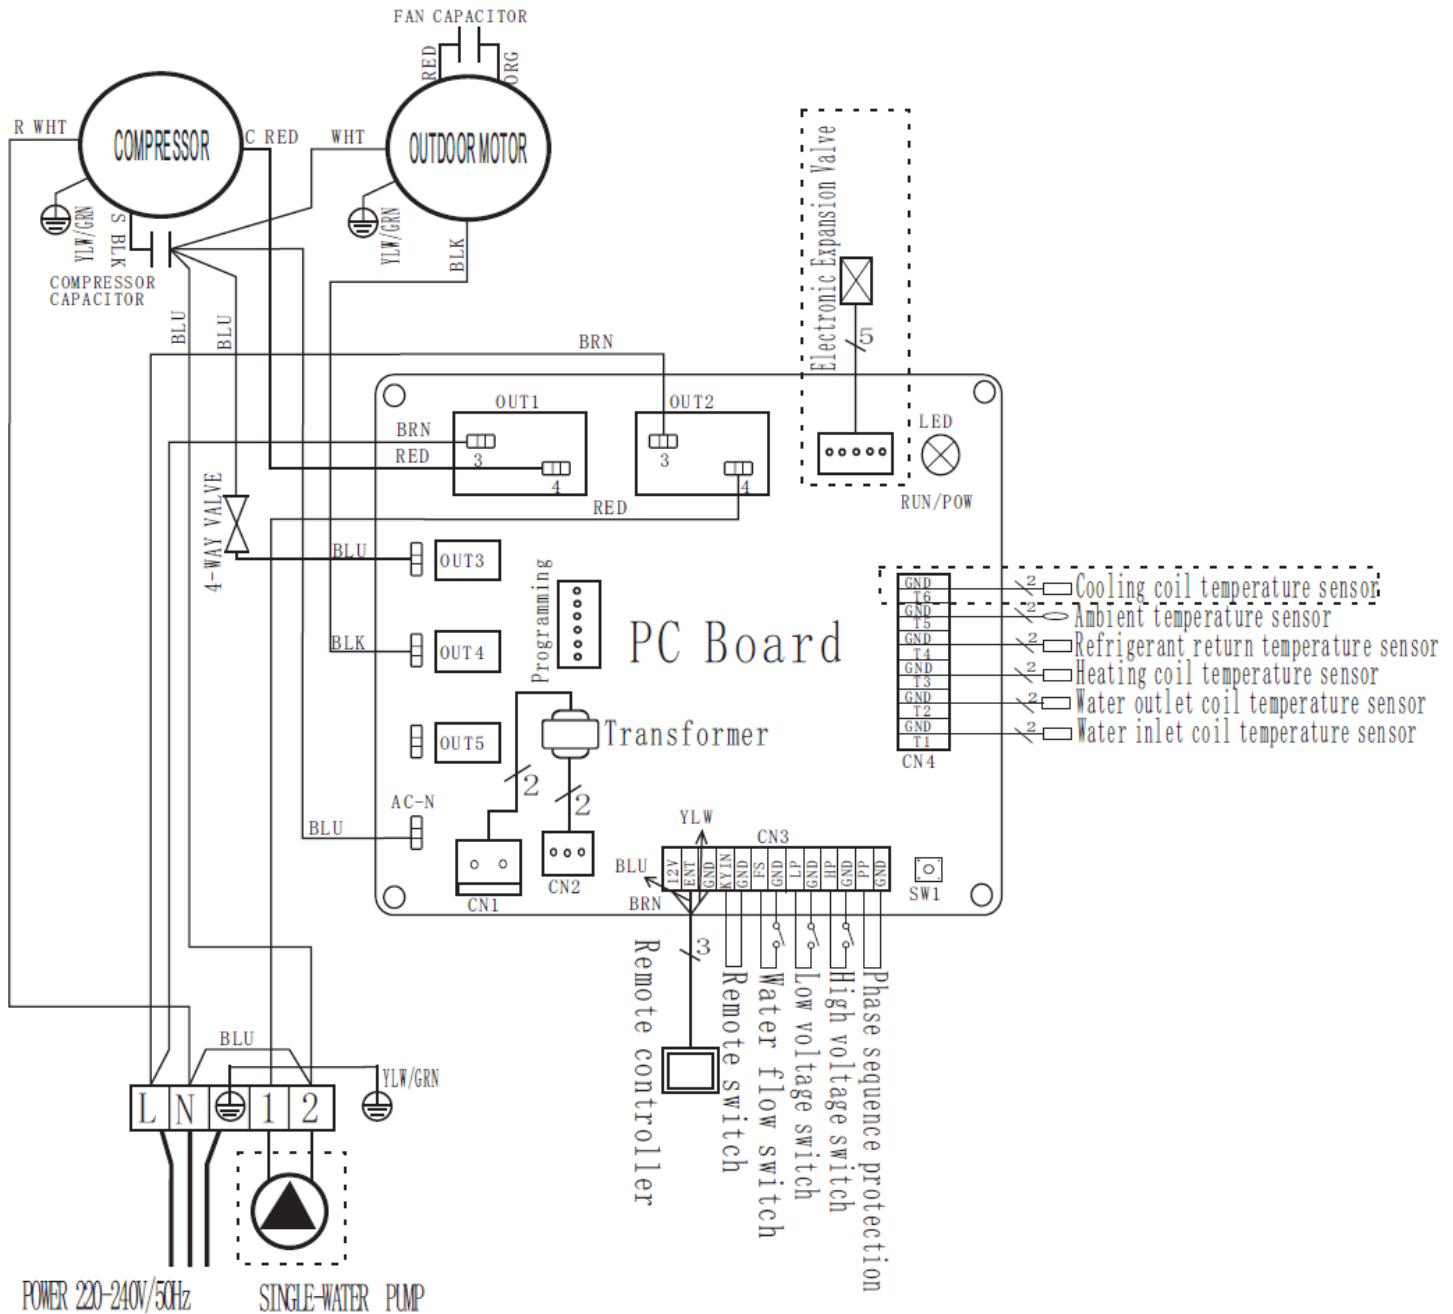 FAN CAPACITOR
RED
ORG
R WHT
COMPRESSOR
C RED
WHT
OUTDOOR MOTOR
YLW/GRN
S BLK
COMPRESSOR
CAPACITOR
YLW/GRN
BLK
Electronic Expansion Valve
5
BLU
BLU
BRN
OUT1
OUT2
LED
BRN
RED
3
4
3
4
RUN/POW
RED
4-WAY VALVE
BLU
OUT3
Programming
PC Board
BLK
OUT4
Transformer
OUT5
2
2
AC-N
BLU
CN1
CN2
GND
T6
GND
T5
GND
T4
GND
T3
GND
T2
GND
T1
CN4
2 Cooling coil temperature sensor
2 Ambient temperature sensor
2 Refrigerant return temperature sensor
2 Heating coil temperature sensor
2 Water outlet coil temperature sensor
2 Water inlet coil temperature sensor
YLW
CN3
BLU
BRN
12V
ENT
GND
KYIN
GND
FS
GND
LP
GND
HP
GND
PP
GND
SW1
3
Remote controller
Remote switch
Water flow switch
Low voltage switch
High voltage switch
Phase sequence protection
BLU
YLW/GRN
L N 1 2
POWER 220-240V/50Hz
SINGLE-WATER PUMP